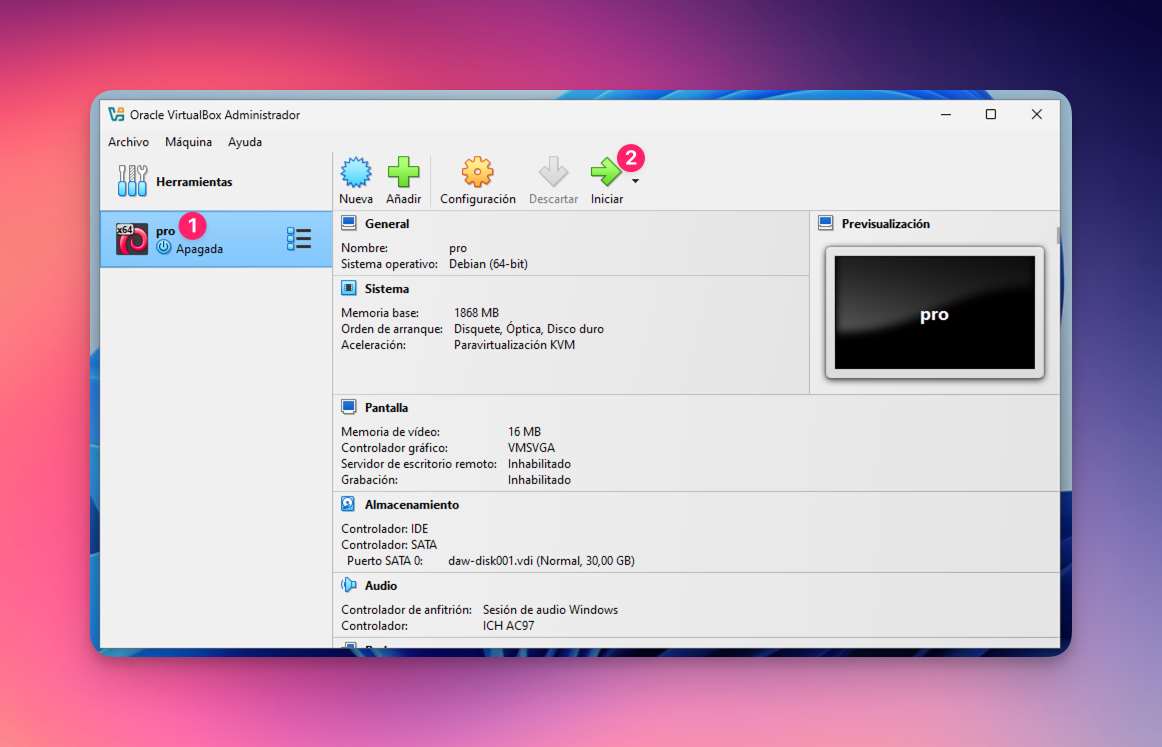 Oracle VirtualBox Administrador
Archivo Máquina Ayuda
Herramientas
Nueva Añadir Configuración Descartar Iniciar
2
x64
pro
1
Apagada
General
Nombre: pro
Sistema operativo: Debian (64-bit)
Previsualización
pro
Sistema
Memoria base: 1868 MB
Orden de arranque: Disquete, Óptica, Disco duro
Aceleración: Paravirtualización KVM
Pantalla
Memoria de vídeo: 16 MB
Controlador gráfico: VMSVGA
Servidor de escritorio remoto: Inhabilitado
Grabación: Inhabilitado
Almacenamiento
Controlador: IDE
Controlador: SATA
Puerto SATA 0: daw-disk001.vdi (Normal, 30,00 GB)
Audio
Controlador de anfitrión: Sesión de audio Windows
Controlador: ICH AC97